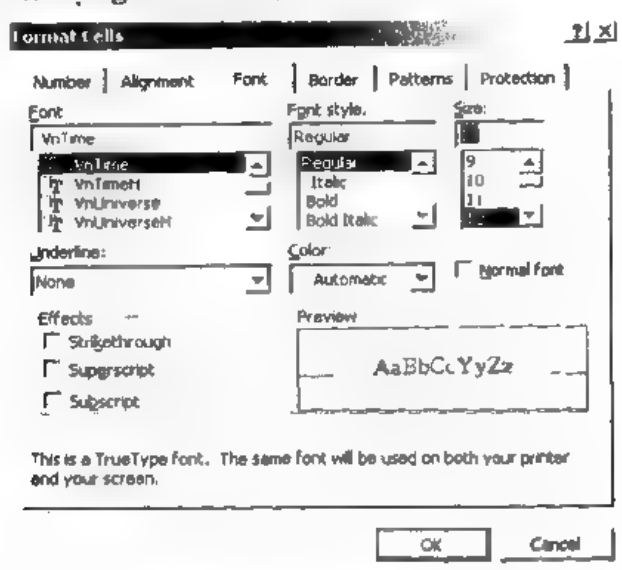 Format Cells
Number Alignment Font Border Patterns Protection
Font Font style: Size:
VnTime Regular
VnTime Regular 9
VnTimeH Italic 10
VnUniverse Bold 11
VnUniverseH Bold Italic
Underline: Color:
None Automatic Normal font
Effects Preview
Strikethrough
Superscript AaBbCcYyZz
Subscript
This is a TrueType font. The same font will be used on both your printer
and your screen.
OK Cancel